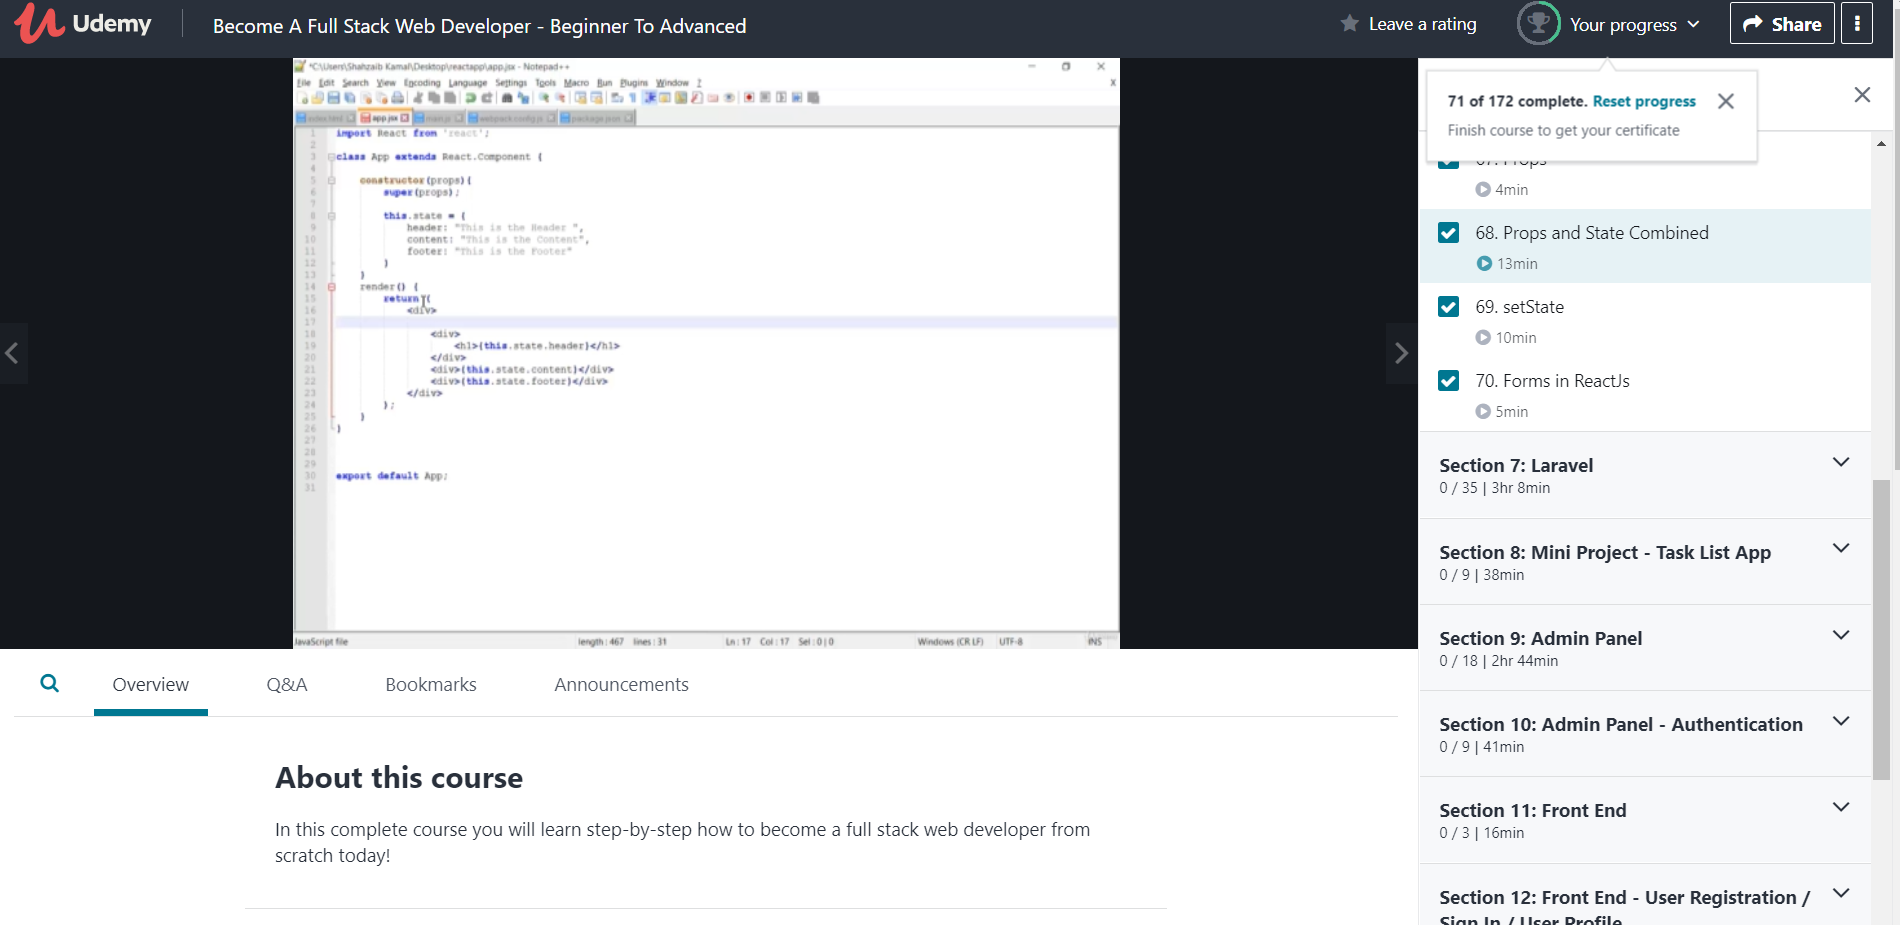 Udemy
Become A Full Stack Web Developer - Beginner To Advanced
Leave a rating
Your progress
Share
*C:\Users\Shahzaib Kamal\Desktop\reactapp\app.jsx - Notepad++
File Edit Search View Encoding Language Settings Tools Macro Run Plugins Window ?
X
index.html app.jsx main.js webpack.config.js package.json
1 import React from 'react';
2
3 class App extends React.Component {
4
5 constructor(props){
6 super(props);
7
8 this.state = {
9 header: "This is the Header ",
10 content: "This is the Content",
11 footer: "This is the Footer"
12 }
13 }
14 render() {
15 return (
16 <div>
17
18 <div>
19 <h1>{this.state.header}</h1>
20 </div>
21 <div>{this.state.content}</div>
22 <div>{this.state.footer}</div>
23 </div>
24 );
25 }
26 }
27
28
29
30 export default App;
31
JavaScript file length : 467 lines : 31 Ln : 17 Col : 17 Sel : 0 | 0 Windows (CR LF) UTF-8 INS
71 of 172 complete. Reset progress
Finish course to get your certificate
67. Props
4min
68. Props and State Combined
13min
69. setState
10min
70. Forms in ReactJs
5min
Section 7: Laravel
0 / 35 | 3hr 8min
Section 8: Mini Project - Task List App
0 / 9 | 38min
Section 9: Admin Panel
0 / 18 | 2hr 44min
Section 10: Admin Panel - Authentication
0 / 9 | 41min
Section 11: Front End
0 / 3 | 16min
Section 12: Front End - User Registration /
Sign In / User Profile
Overview
Q&A
Bookmarks
Announcements
About this course
In this complete course you will learn step-by-step how to become a full stack web developer from
scratch today!